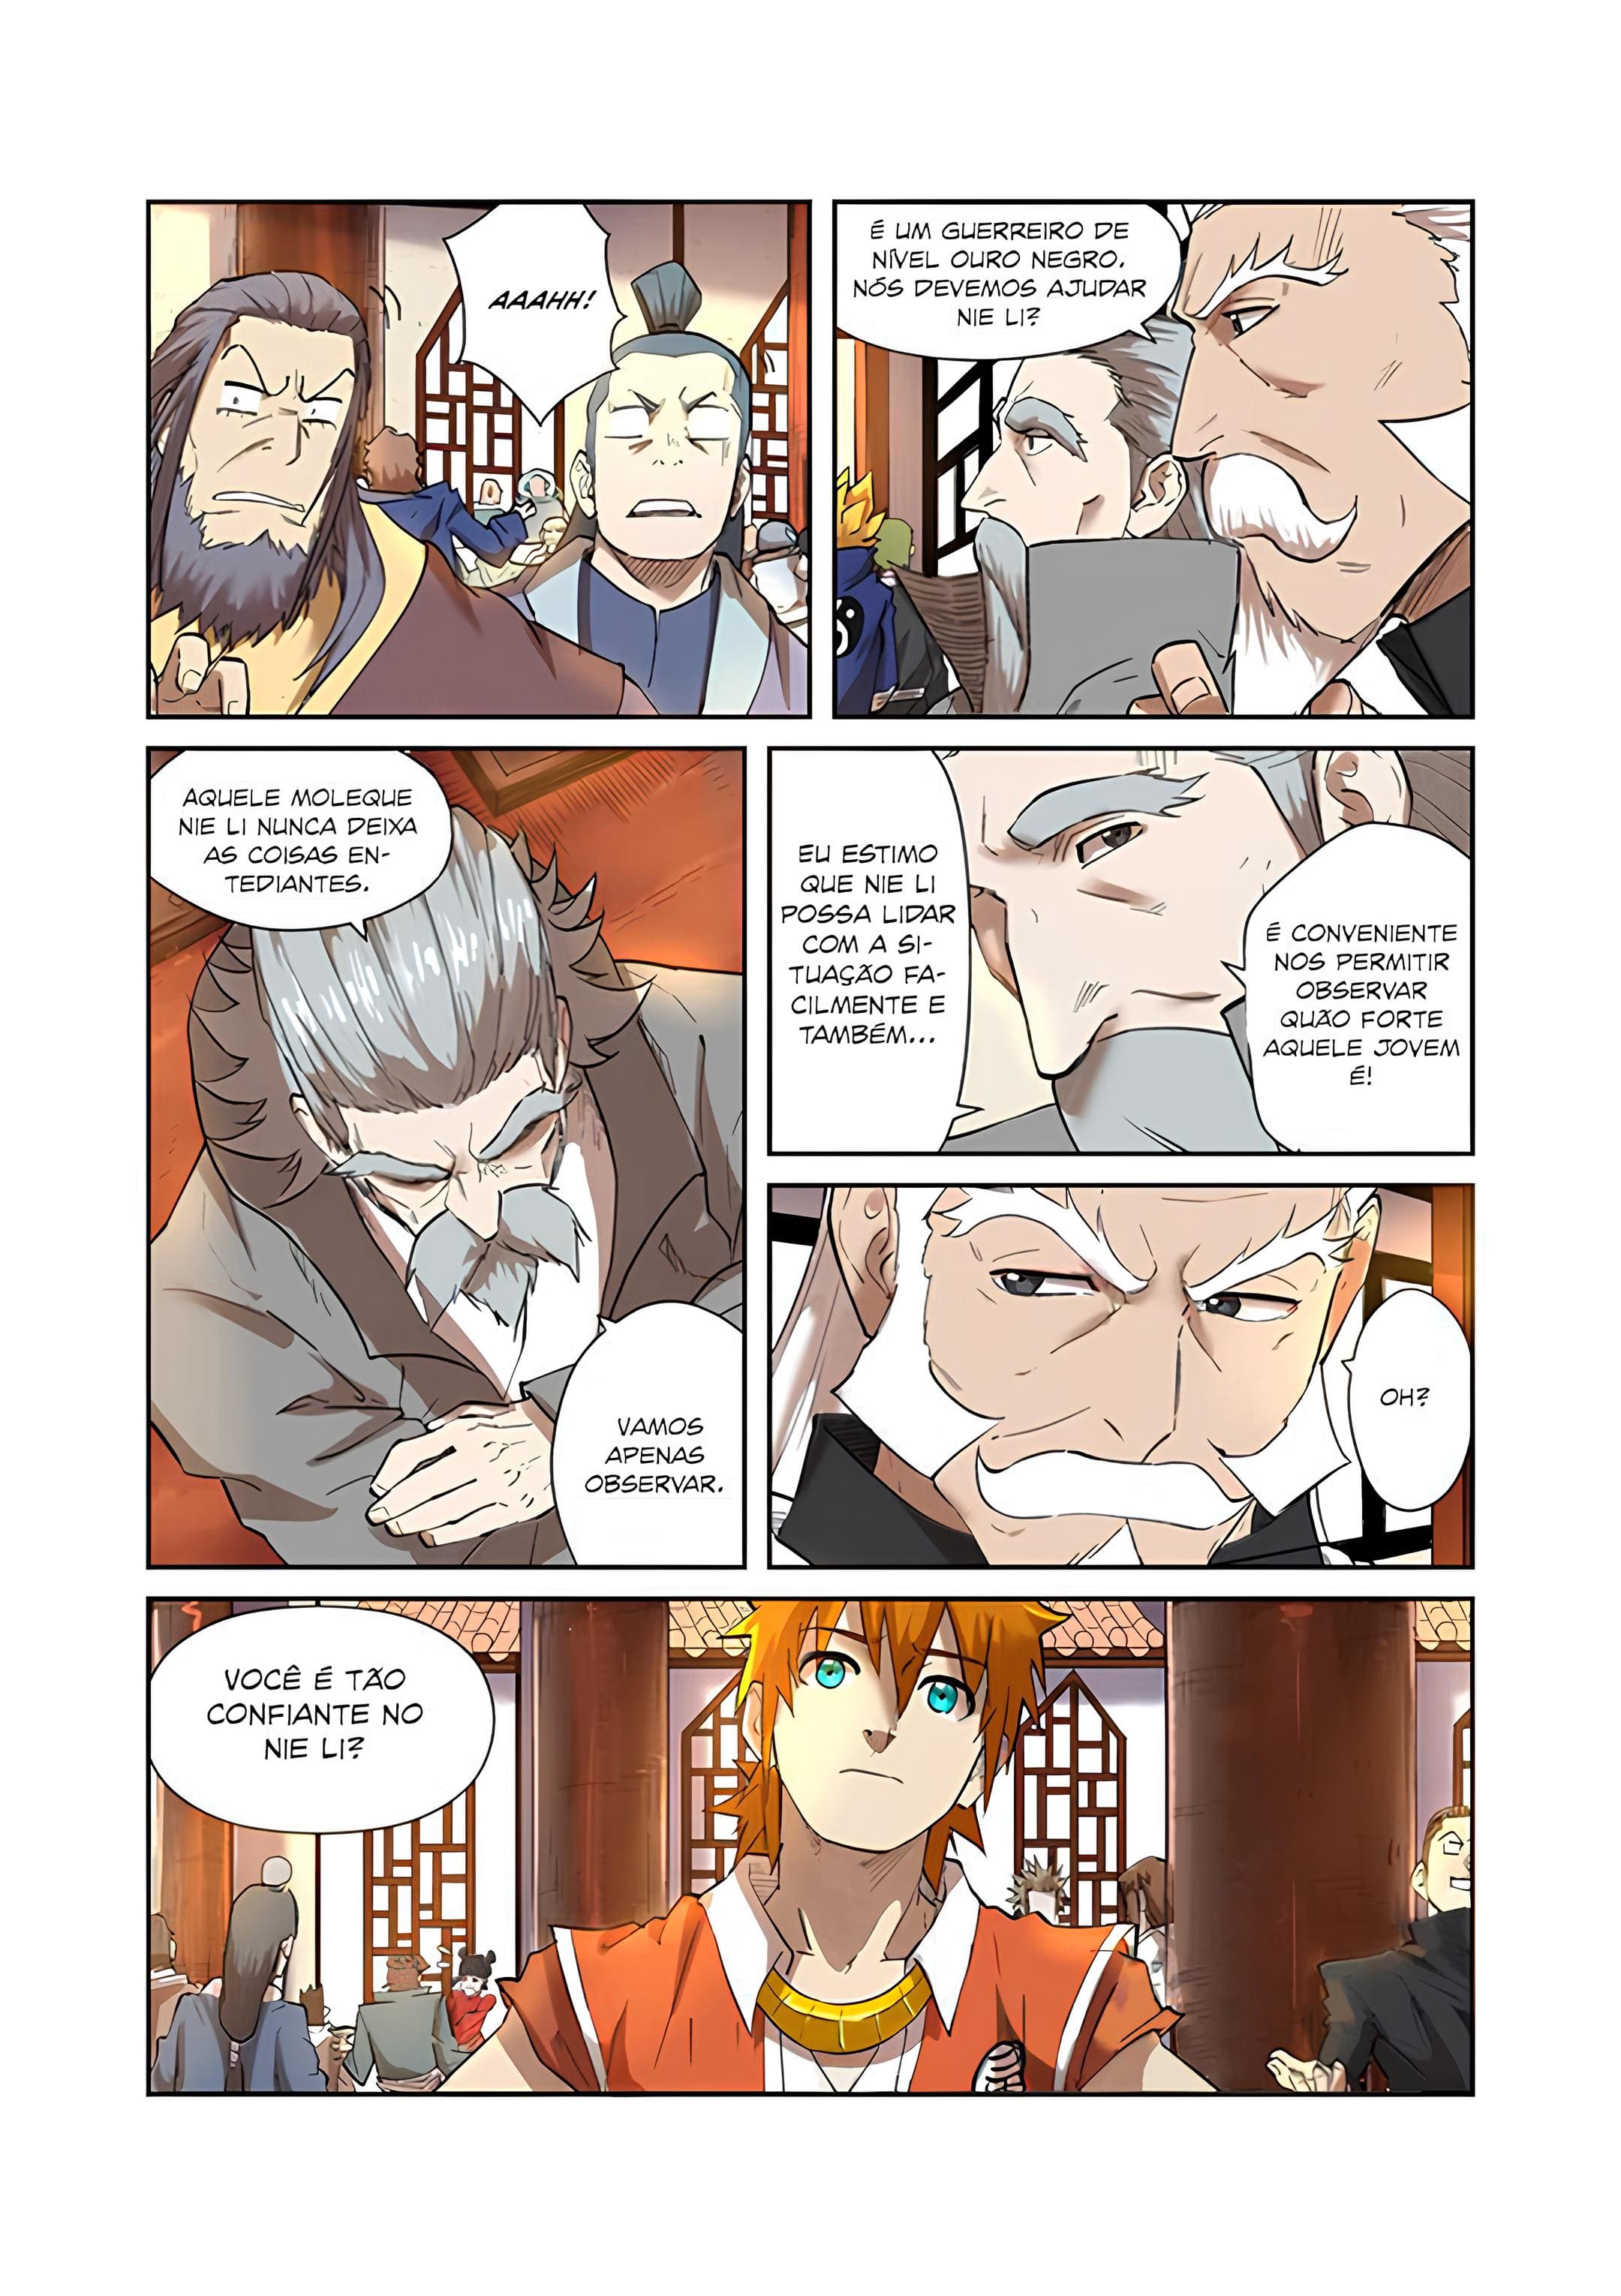 AAAHH!
É UM GUERREIRO DE
NÍVEL OURO NEGRO.
NÓS DEVEMOS AJUDAR
NIE LI?
AQUELE MOLEQUE
NIE LI NUNCA DEIXA
AS COISAS EN-
TEDIANTES.
VAMOS
APENAS
OBSERVAR.
EU ESTIMO
QUE NIE LI
POSSA LIDAR
COM A SI-
TUAÇÃO FA-
CILMENTE E
TAMBÉM...
É CONVENIENTE
NOS PERMITIR
OBSERVAR
QUÃO FORTE
AQUELE JOVEM
É!
OH?
VOCÊ É TÃO
CONFIANTE NO
NIE LI?